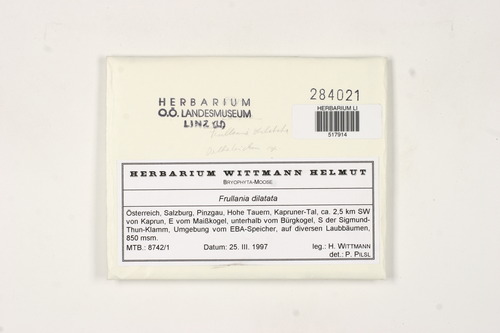 HERBARIUM
O.Ö. LANDESMUSEUM
LINZ
284021
HERBARIUM LI
517914
Frullania dilatata
HERBARIUM WITTMANN HELMUT
BRYOPHYTA-MOOSE
Frullania dilatata
Österreich, Salzburg, Pinzgau, Hohe Tauern, Kapruner-Tal, ca. 2,5 km SW
von Kaprun, E vom Maißkogel, unterhalb vom Bürgkogel, S der Sigmund-
Thun-Klamm, Umgebung vom EBA-Speicher, auf diversen Laubbäumen,
850 msm.
MTB.: 8742/1 Datum: 25. III. 1997 leg.: H. WITTMANN
det.: P. PILSL